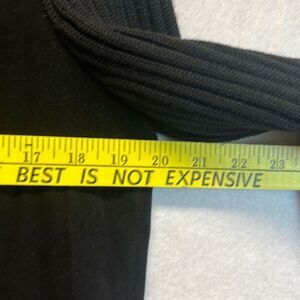 17 18 19 20 21 22 23
BEST IS NOT EXPENSIVE